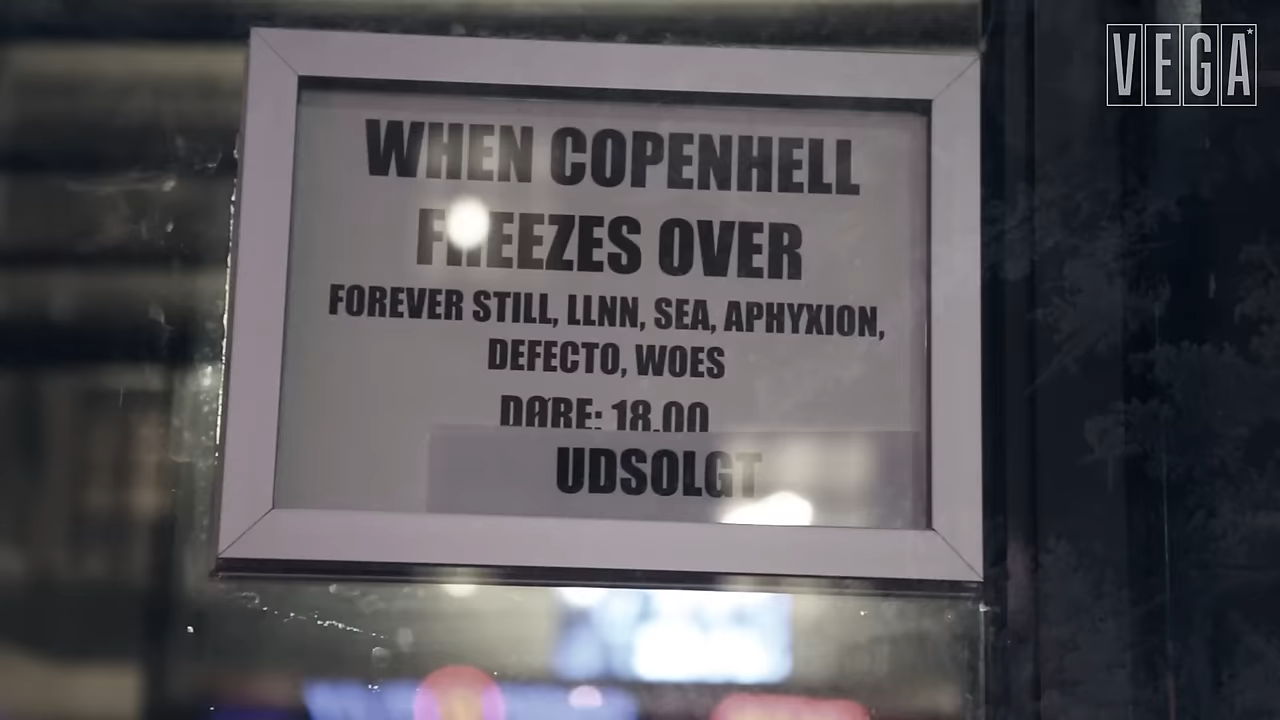 VEGA
WHEN COPENHELL
FREEZES OVER
FOREVER STILL, LLNN, SEA, APHYXION,
DEFECTO, WOES
DØRE: 18.00
UDSOLGT